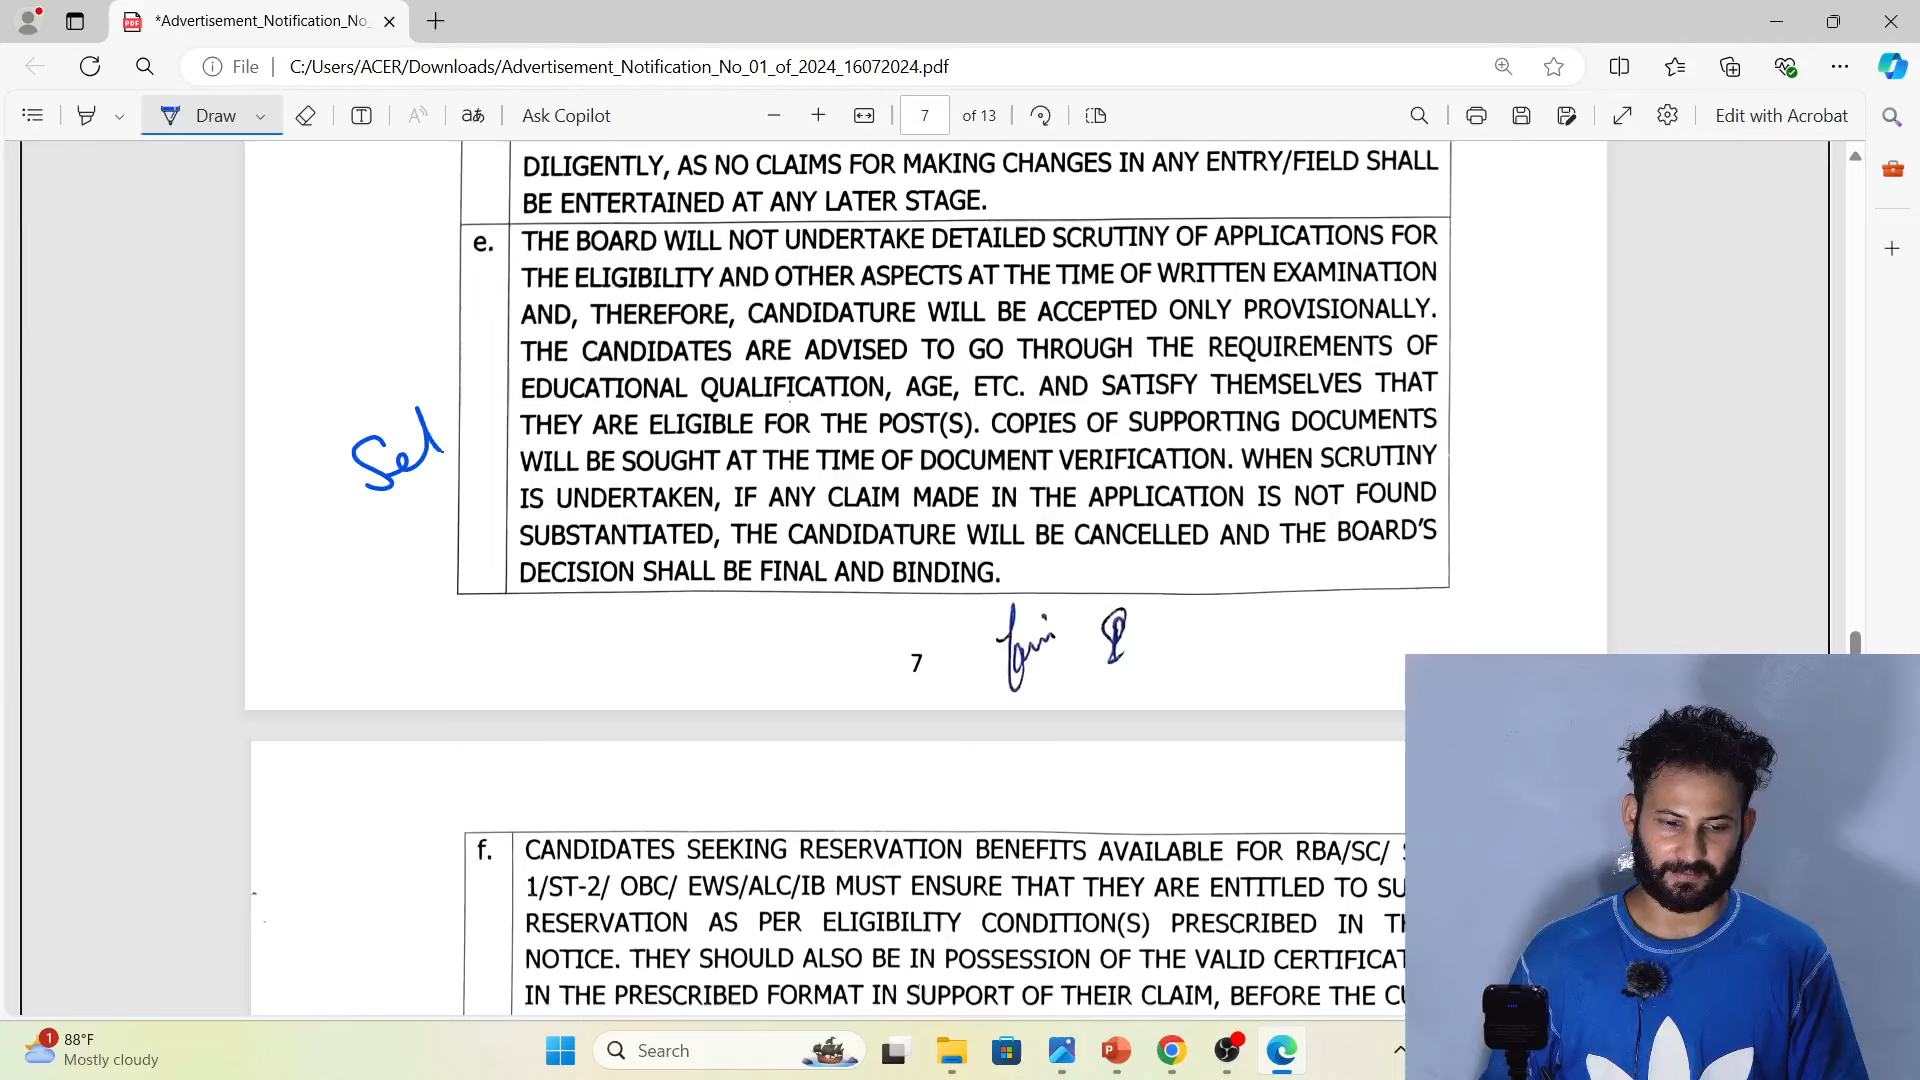 *Advertisement_Notification_No_
File
C:/Users/ACER/Downloads/Advertisement_Notification_No_01_of_2024_16072024.pdf
Draw
Ask Copilot
7 of 13
Edit with Acrobat
DILIGENTLY, AS NO CLAIMS FOR MAKING CHANGES IN ANY ENTRY/FIELD SHALL
BE ENTERTAINED AT ANY LATER STAGE.
e. THE BOARD WILL NOT UNDERTAKE DETAILED SCRUTINY OF APPLICATIONS FOR
THE ELIGIBILITY AND OTHER ASPECTS AT THE TIME OF WRITTEN EXAMINATION
AND, THEREFORE, CANDIDATURE WILL BE ACCEPTED ONLY PROVISIONALLY.
THE CANDIDATES ARE ADVISED TO GO THROUGH THE REQUIREMENTS OF
EDUCATIONAL QUALIFICATION, AGE, ETC. AND SATISFY THEMSELVES THAT
THEY ARE ELIGIBLE FOR THE POST(S). COPIES OF SUPPORTING DOCUMENTS
WILL BE SOUGHT AT THE TIME OF DOCUMENT VERIFICATION. WHEN SCRUTINY
IS UNDERTAKEN, IF ANY CLAIM MADE IN THE APPLICATION IS NOT FOUND
SUBSTANTIATED, THE CANDIDATURE WILL BE CANCELLED AND THE BOARD'S
DECISION SHALL BE FINAL AND BINDING.
Sel
7
f. CANDIDATES SEEKING RESERVATION BENEFITS AVAILABLE FOR RBA/SC/
1/ST-2/ OBC/ EWS/ALC/IB MUST ENSURE THAT THEY ARE ENTITLED TO SU
RESERVATION AS PER ELIGIBILITY CONDITION(S) PRESCRIBED IN TH
NOTICE. THEY SHOULD ALSO BE IN POSSESSION OF THE VALID CERTIFICAT
IN THE PRESCRIBED FORMAT IN SUPPORT OF THEIR CLAIM, BEFORE THE CU
1
88°F
Mostly cloudy
Search